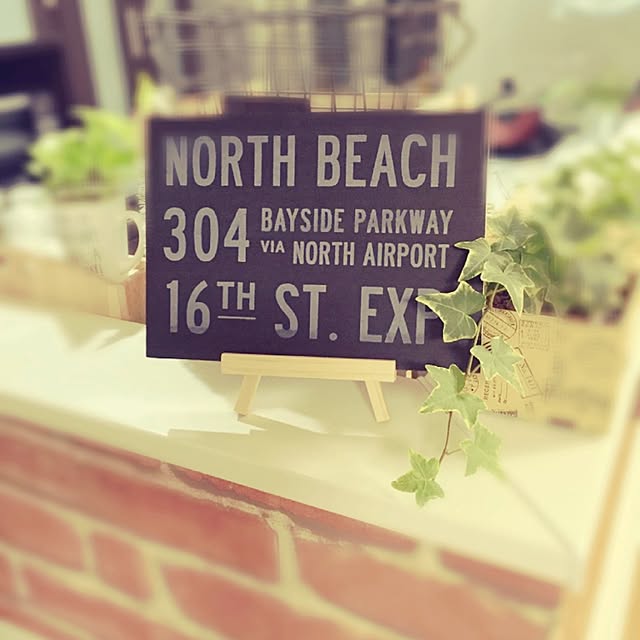 NORTH BEACH
304 BAYSIDE PARKWAY
VIA NORTH AIRPORT
16TH ST. EXP